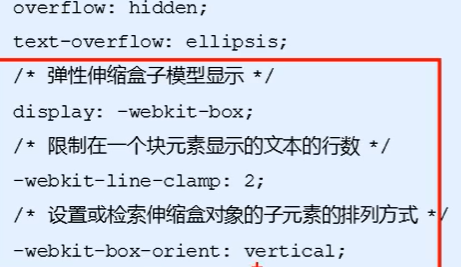 overflow: hidden;
text-overflow: ellipsis;
/* 弹性伸缩盒子模型显示 */
display: -webkit-box;
/* 限制在一个块元素显示的文本的行数 */
-webkit-line-clamp: 2;
/* 设置或检索伸缩盒对象的子元素的排列方式 */
-webkit-box-orient: vertical;